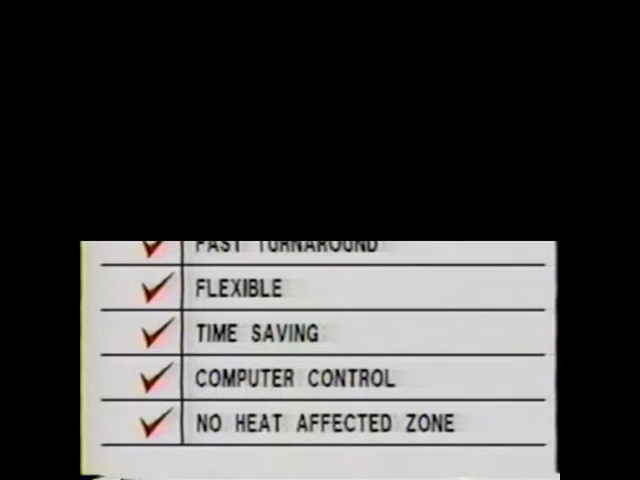 FAST TURNAROUND
FLEXIBLE
TIME SAVING
COMPUTER CONTROL
NO HEAT AFFECTED ZONE